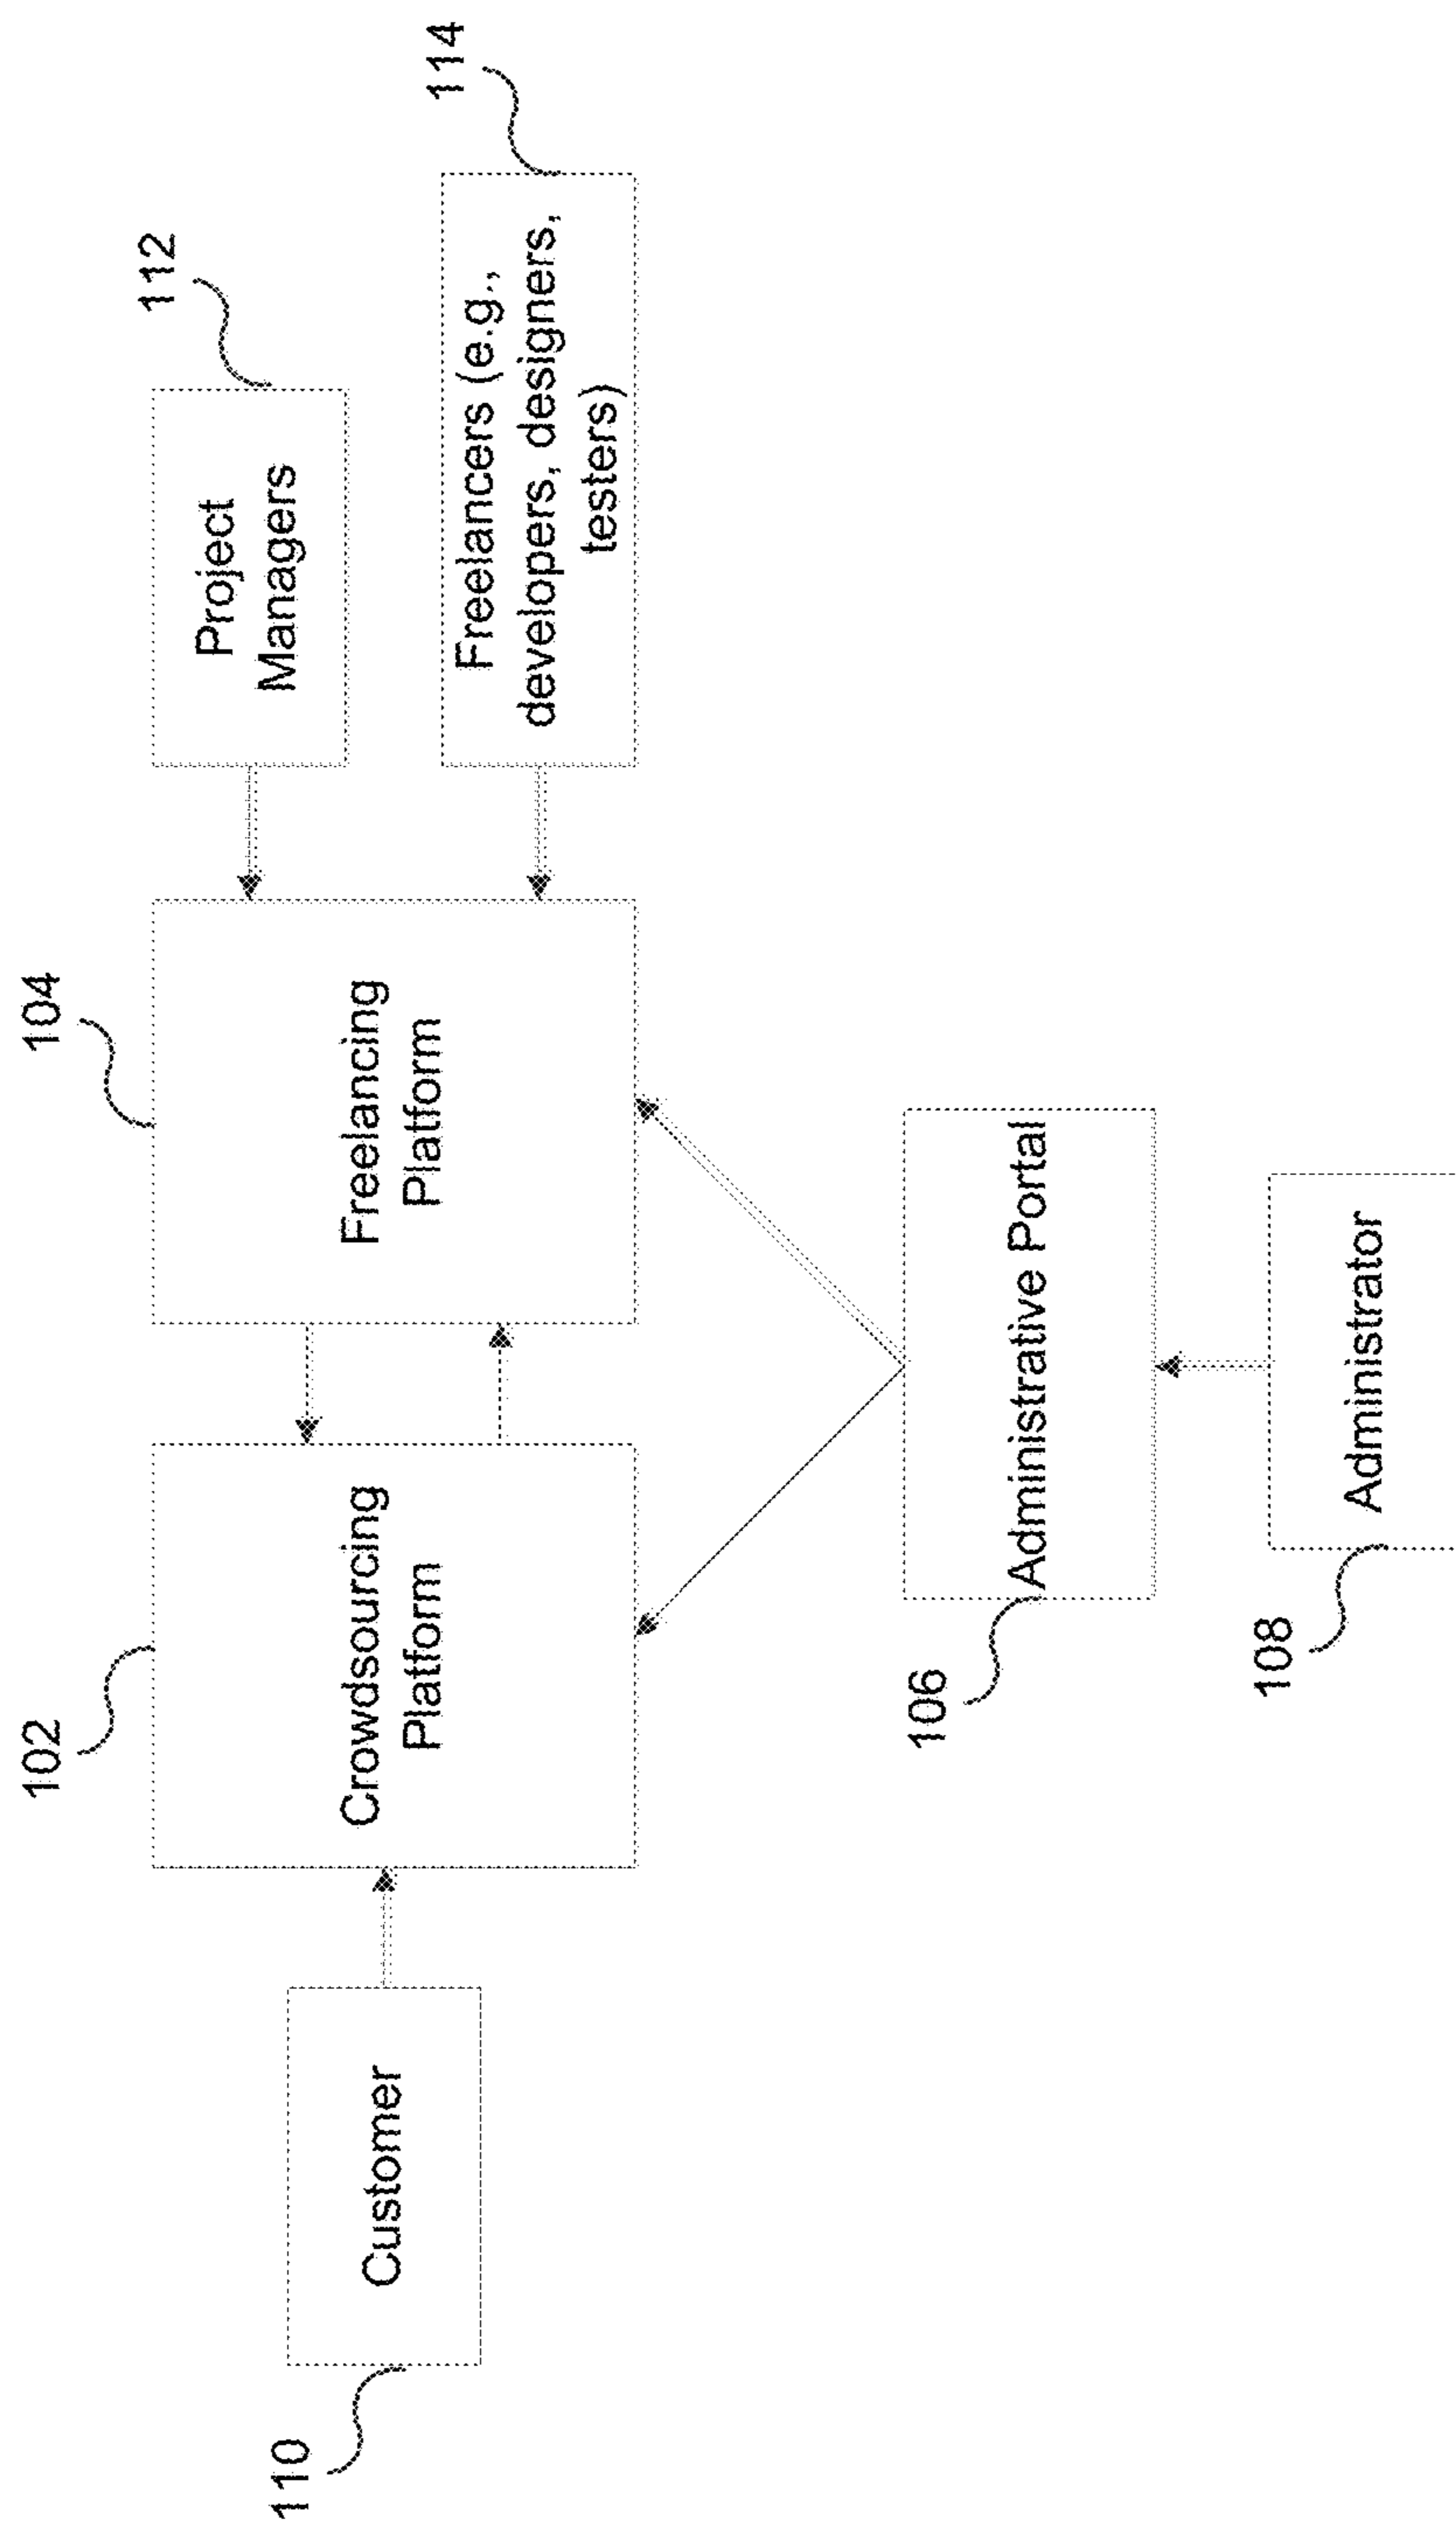 102
104
112
114
110
Customer
Crowdsourcing
Platform
Freelancing
Platform
Project
Managers
Freelancers (e.g.,
developers, designers,
testers)
106
Administrative Portal
108
Administrator